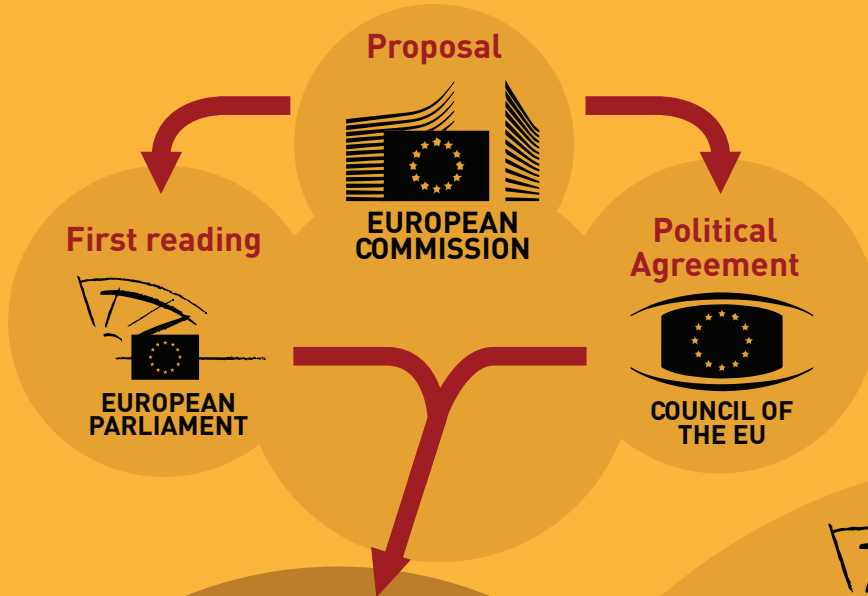 Proposal
EUROPEAN
COMMISSION
First reading
EUROPEAN
PARLIAMENT
Political
Agreement
COUNCIL OF
THE EU